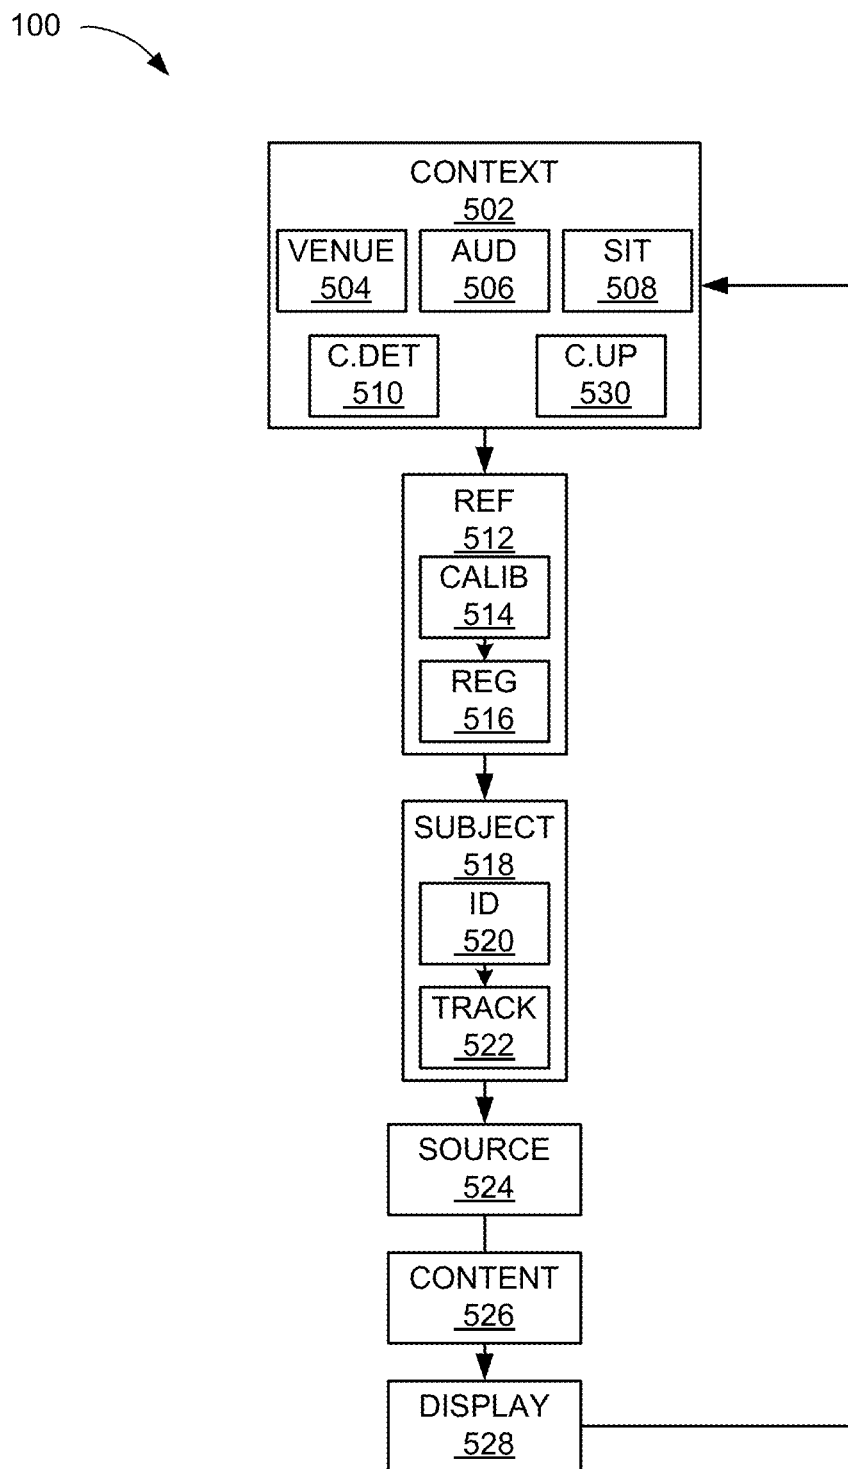 100
CONTEXT
502
VENUE AUD SIT
504 506 508
C.DET C.UP
510 530
REF
512
CALIB
514
REG
516
SUBJECT
518
ID
520
TRACK
522
SOURCE
524
CONTENT
526
DISPLAY
528